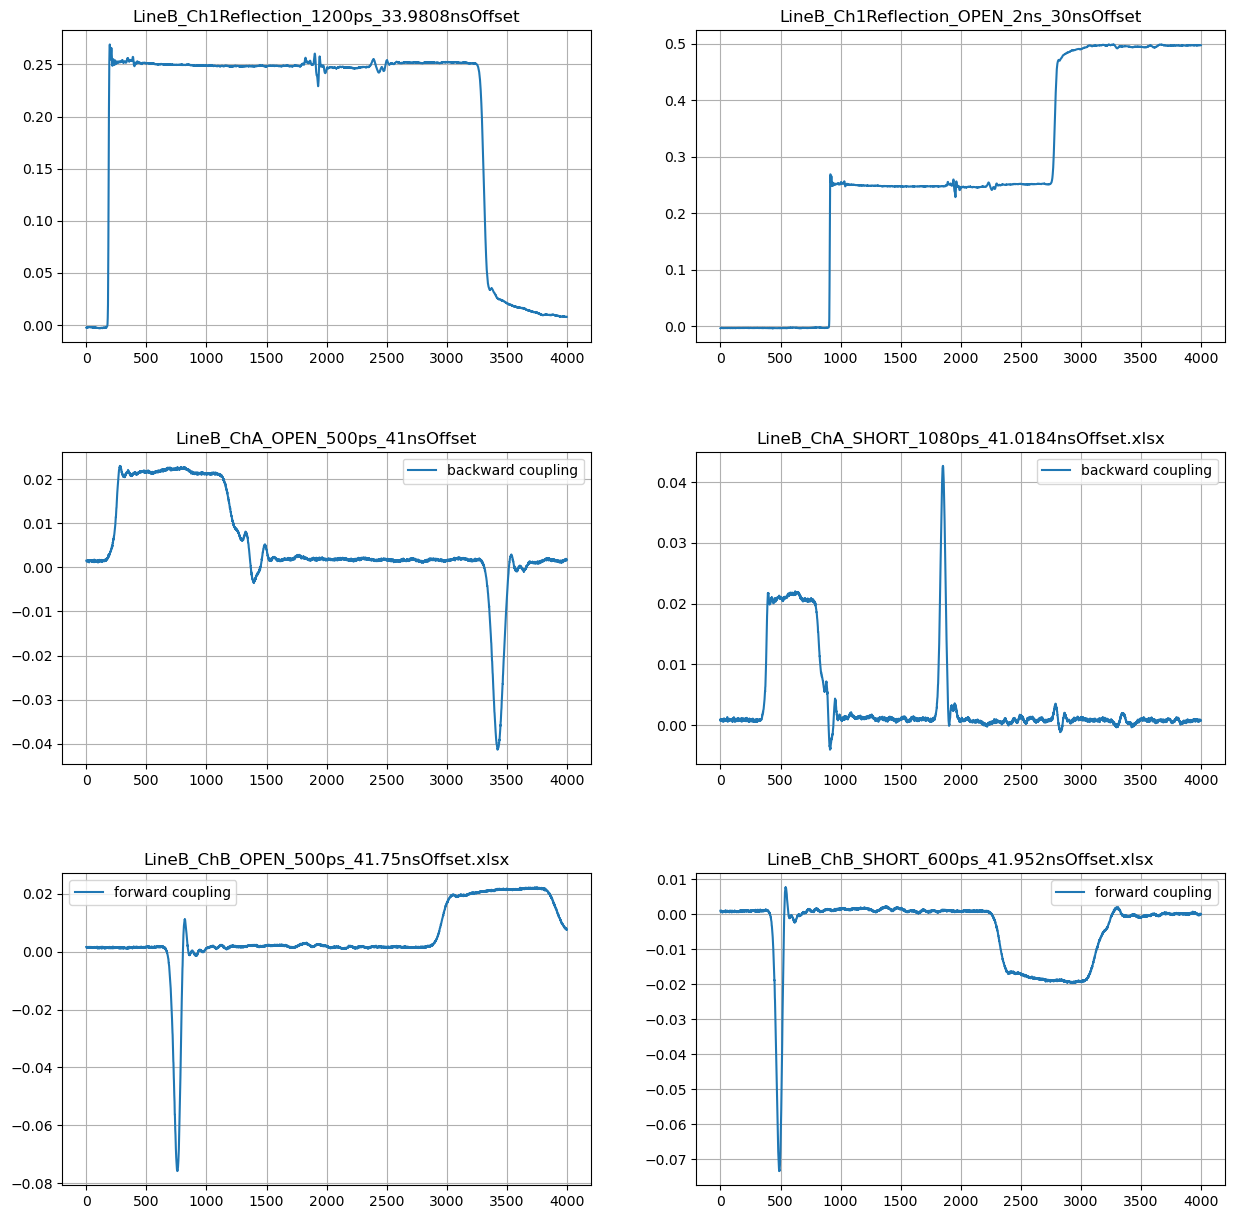 LineB_Ch1Reflection_1200ps_33.9808nsOffset
0.25
0.20
0.15
0.10
0.05
0.00
0 500 1000 1500 2000 2500 3000 3500 4000
LineB_Ch1Reflection_OPEN_2ns_30nsOffset
0.5
0.4
0.3
0.2
0.1
0.0
0 500 1000 1500 2000 2500 3000 3500 4000
LineB_ChA_OPEN_500ps_41nsOffset
backward coupling
0.02
0.01
0.00
−0.01
−0.02
−0.03
−0.04
0 500 1000 1500 2000 2500 3000 3500 4000
LineB_ChA_SHORT_1080ps_41.0184nsOffset.xlsx
backward coupling
0.04
0.03
0.02
0.01
0.00
0 500 1000 1500 2000 2500 3000 3500 4000
LineB_ChB_OPEN_500ps_41.75nsOffset.xlsx
forward coupling
0.02
0.00
−0.02
−0.04
−0.06
−0.08
0 500 1000 1500 2000 2500 3000 3500 4000
LineB_ChB_SHORT_600ps_41.952nsOffset.xlsx
forward coupling
0.01
0.00
−0.01
−0.02
−0.03
−0.04
−0.05
−0.06
−0.07
0 500 1000 1500 2000 2500 3000 3500 4000